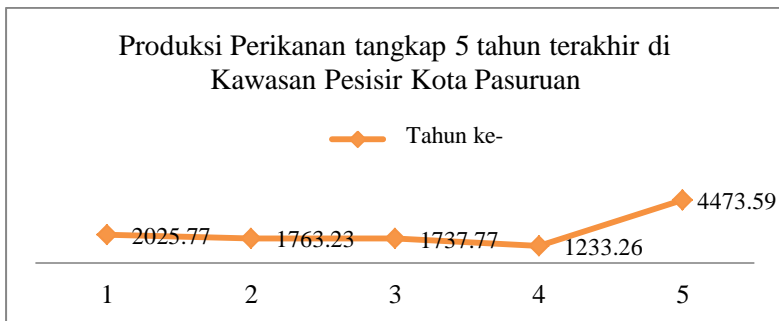 Produksi Perikanan tangkap 5 tahun terakhir di
Kawasan Pesisir Kota Pasuruan
Tahun ke-
2025.77
1763.23
1737.77
1233.26
4473.59
1 2 3 4 5